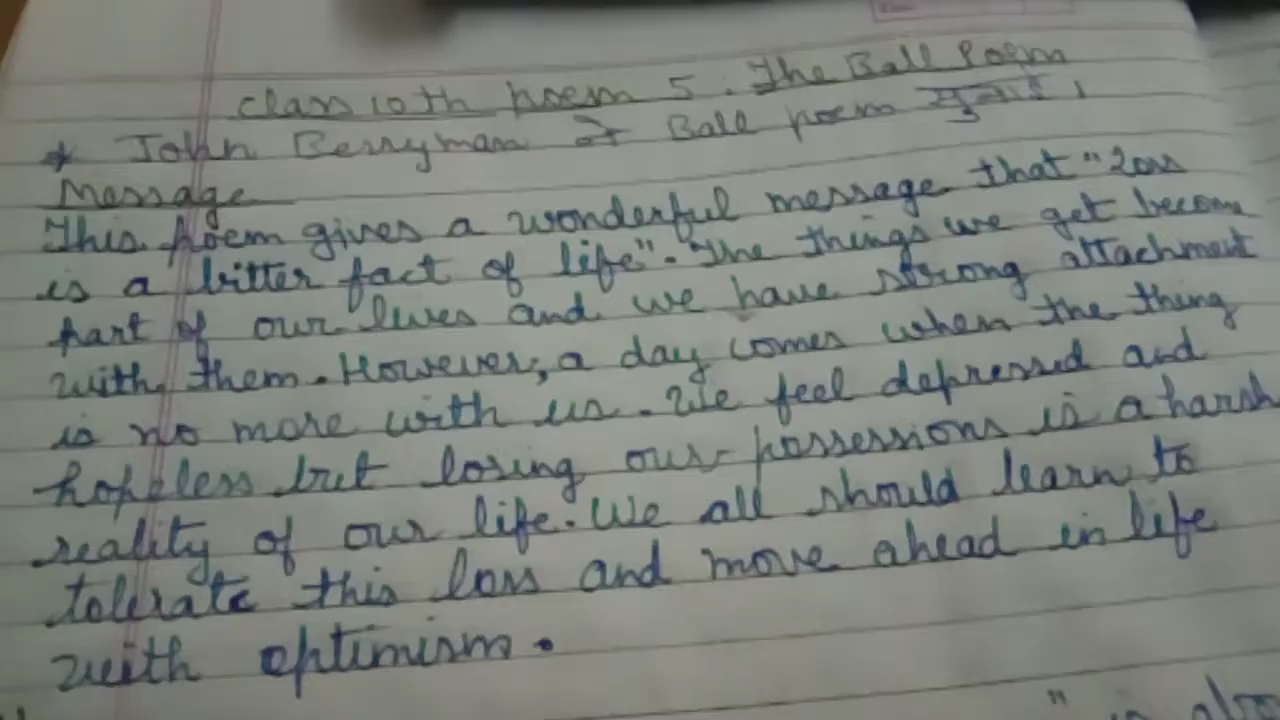 class 10th poem 5. The Ball Poem
* John Berryman ने Ball poem सुनाई।
Message
This poem gives a wonderful message that "Loss
is a bitter fact of life". The things we get become
part of our lives and we have strong attachment
with them. However, a day comes when the thing
is no more with us. We feel depressed and
hopeless but losing our possessions is a harsh
reality of our life. We all should learn to
tolerate this loss and move ahead in life
with optimism.
" is also